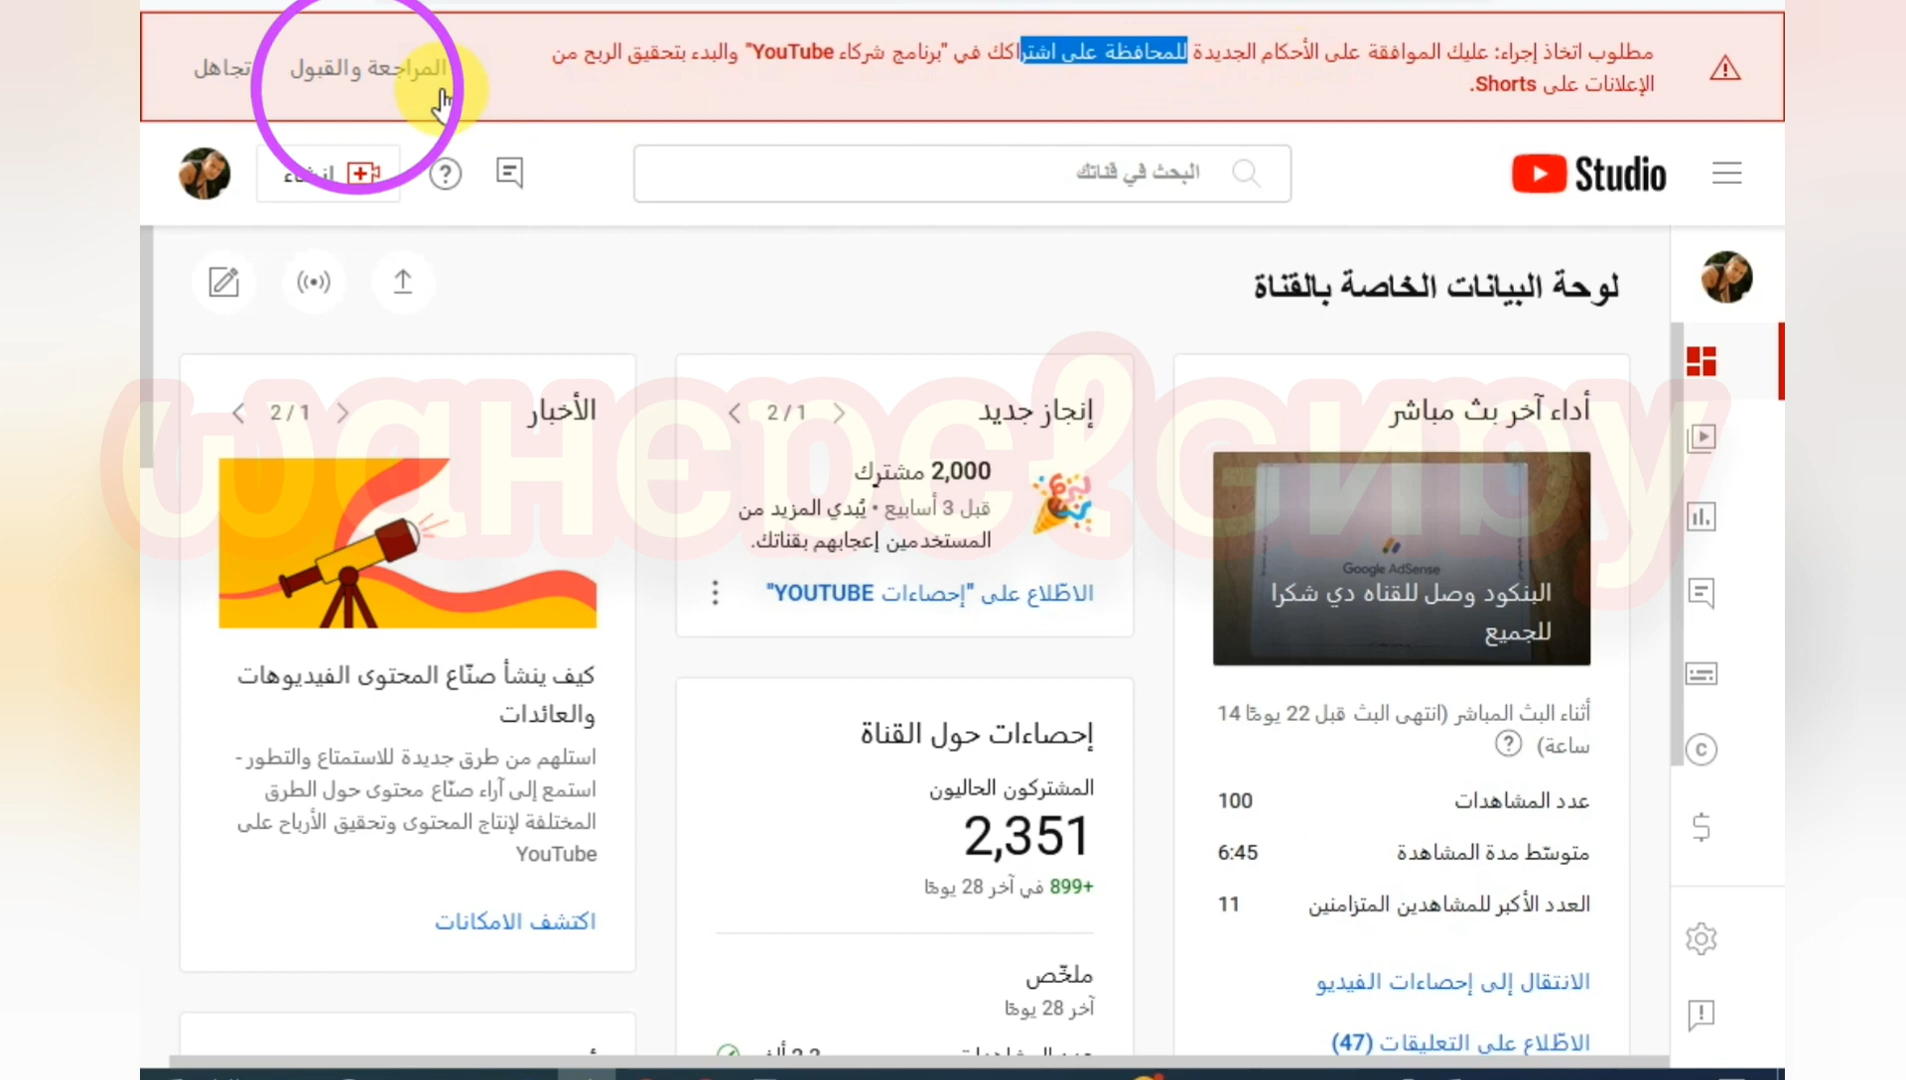 مطلوب اتخاذ إجراء: عليك الموافقة على الأحكام الجديدة للمحافظة على اشتراكك في "برنامج شركاء YouTube" والبدء بتحقيق الربح من
الإعلانات على Shorts.
المراجعة والقبول
تجاهل
Studio
البحث في قناتك
إنشاء
لوحة البيانات الخاصة بالقناة
أداء آخر بث مباشر
Google AdSense
البنكود وصل للقناه دي شكرا
للجميع
أثناء البث المباشر (انتهى البث قبل 22 يومًا 14
ساعة)
عدد المشاهدات 100
متوسّط مدة المشاهدة 6:45
العدد الأكبر للمشاهدين المتزامنين 11
الانتقال إلى إحصاءات الفيديو
الاطّلاع على التعليقات (47)
إنجاز جديد
2/1
2,000 مشترك
قبل 3 أسابيع • يُبدي المزيد من
المستخدمين إعجابهم بقناتك.
الاطّلاع على "إحصاءات YOUTUBE"
إحصاءات حول القناة
المشتركون الحاليون
2,351
+899 في آخر 28 يومًا
ملخّص
آخر 28 يومًا
الأخبار
2/1
كيف ينشأ صنّاع المحتوى الفيديوهات
والعائدات
استلهم من طرق جديدة للاستمتاع والتطور -
استمع إلى آراء صنّاع محتوى حول الطرق
المختلفة لإنتاج المحتوى وتحقيق الأرباح على
YouTube
اكتشف الامكانات